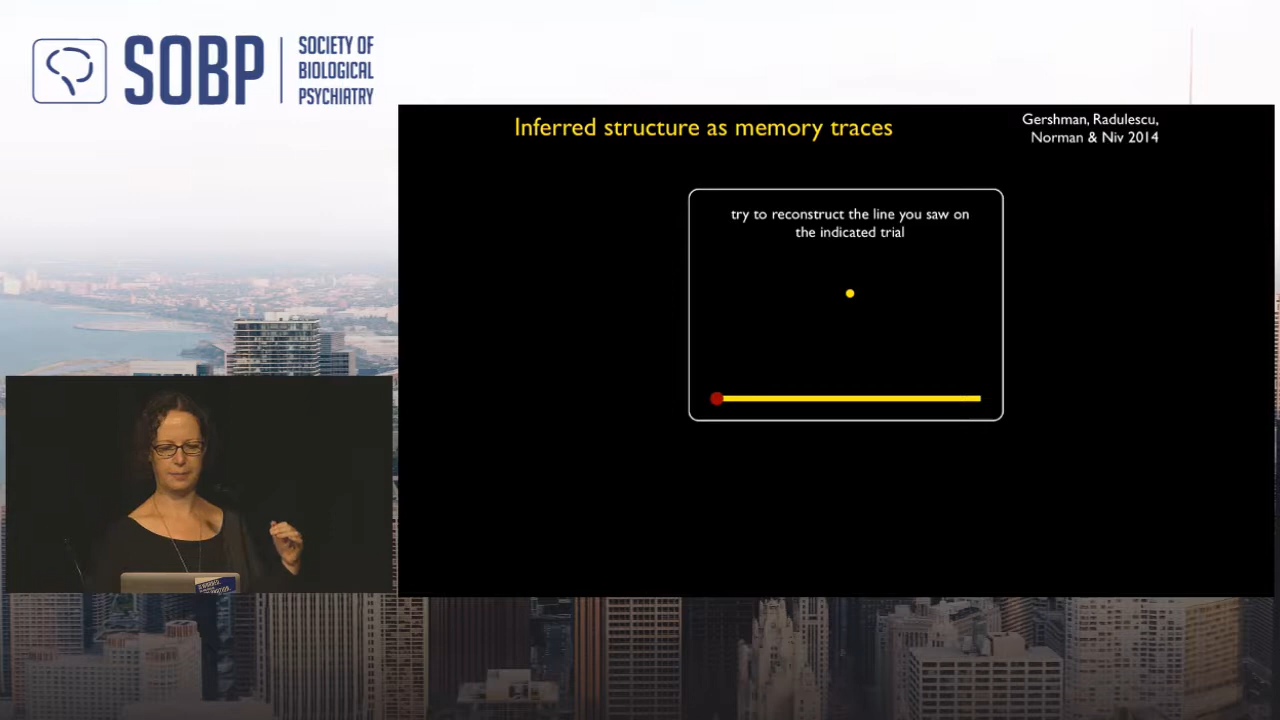 SOBP
SOCIETY OF
BIOLOGICAL
PSYCHIATRY
Inferred structure as memory traces
Gershman, Radulescu,
Norman & Niv 2014
try to reconstruct the line you saw on
the indicated trial